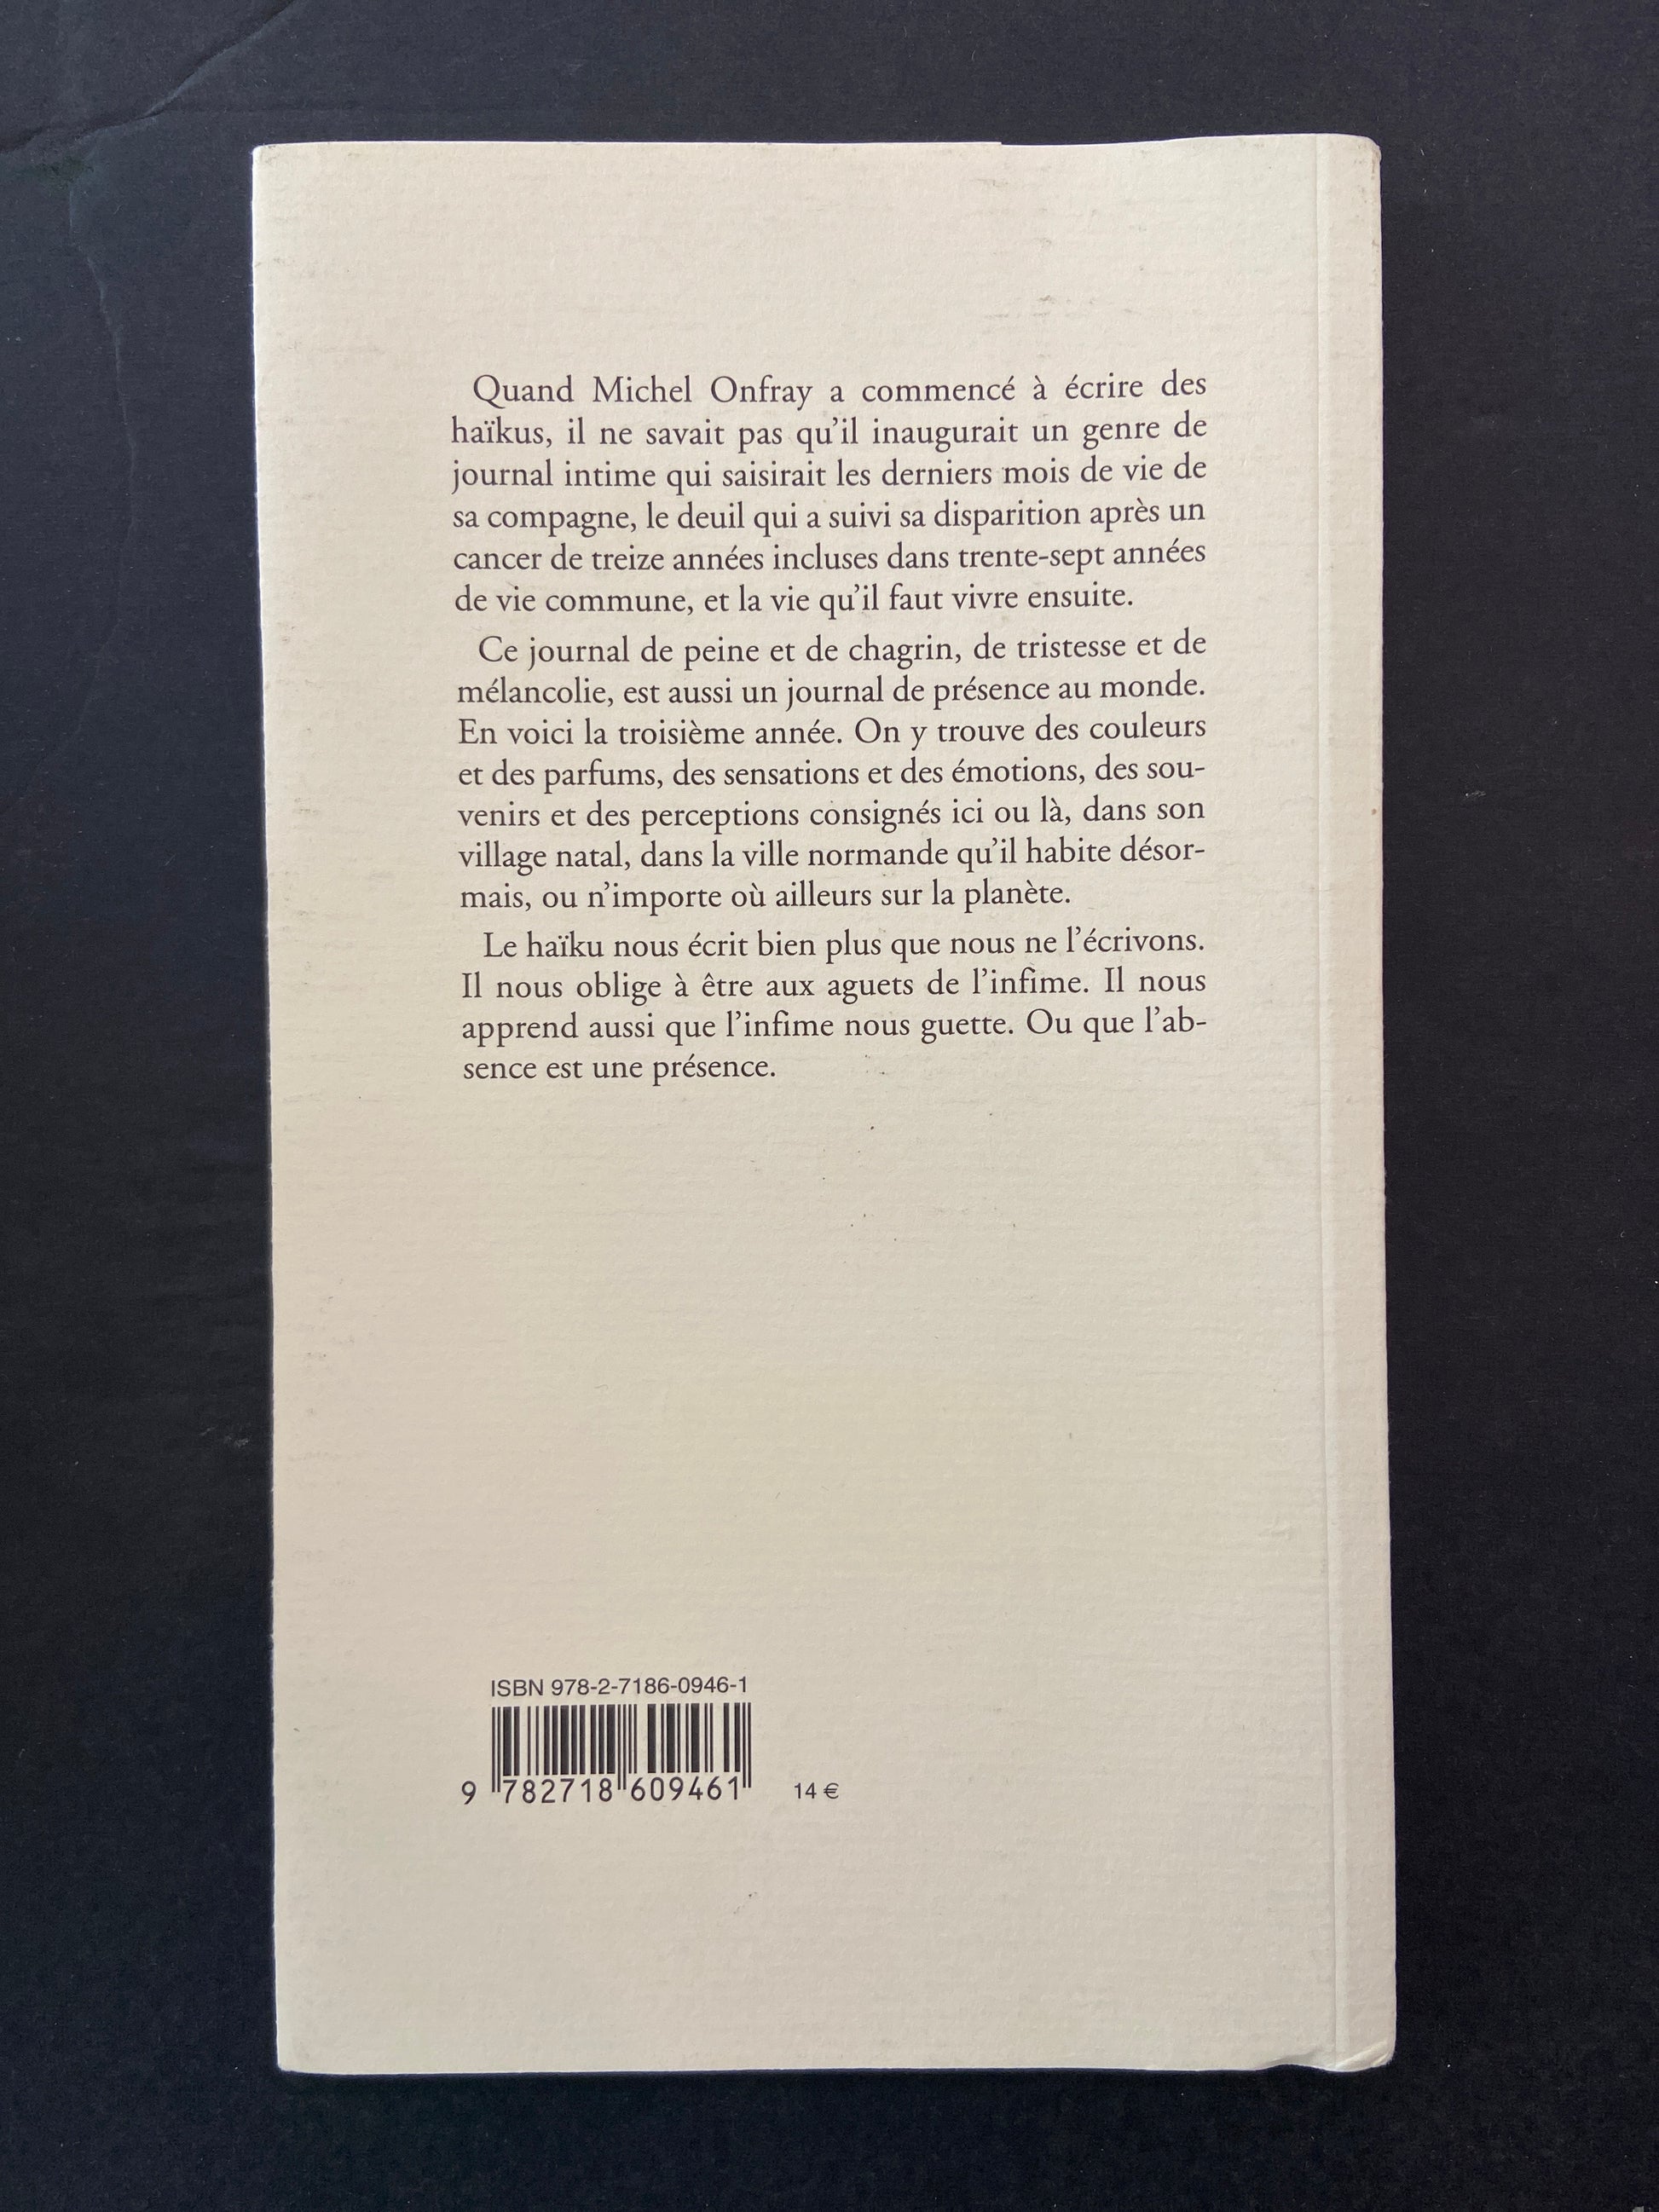 Quand Michel Onfray a commencé à écrire des
haïkus, il ne savait pas qu’il inaugurait un genre de
journal intime qui saisirait les derniers mois de vie de
sa compagne, le deuil qui a suivi sa disparition après un
cancer de treize années incluses dans trente-sept années
de vie commune, et la vie qu’il faut vivre ensuite.
Ce journal de peine et de chagrin, de tristesse et de
mélancolie, est aussi un journal de présence au monde.
En voici la troisième année. On y trouve des couleurs
et des parfums, des sensations et des émotions, des sou-
venirs et des perceptions consignés ici ou là, dans son
village natal, dans la ville normande qu’il habite désor-
mais, ou n’importe où ailleurs sur la planète.
Le haïku nous écrit bien plus que nous ne l’écrivons.
Il nous oblige à être aux aguets de l’infime. Il nous
apprend aussi que l’infime nous guette. Ou que l’ab-
sence est une présence.
ISBN 978-2-7186-0946-1
9 782718 609461
14 €